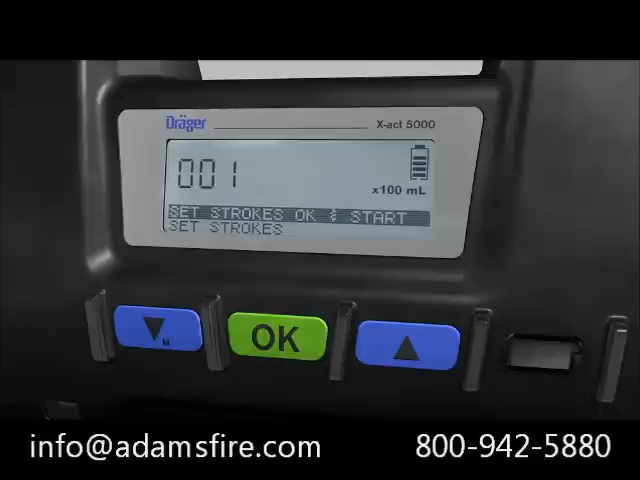 Dräger
X-act 5000
001
x100 mL
SET STROKES OK & START
SET STROKES
M
OK
info@adamsfire.com
800-942-5880